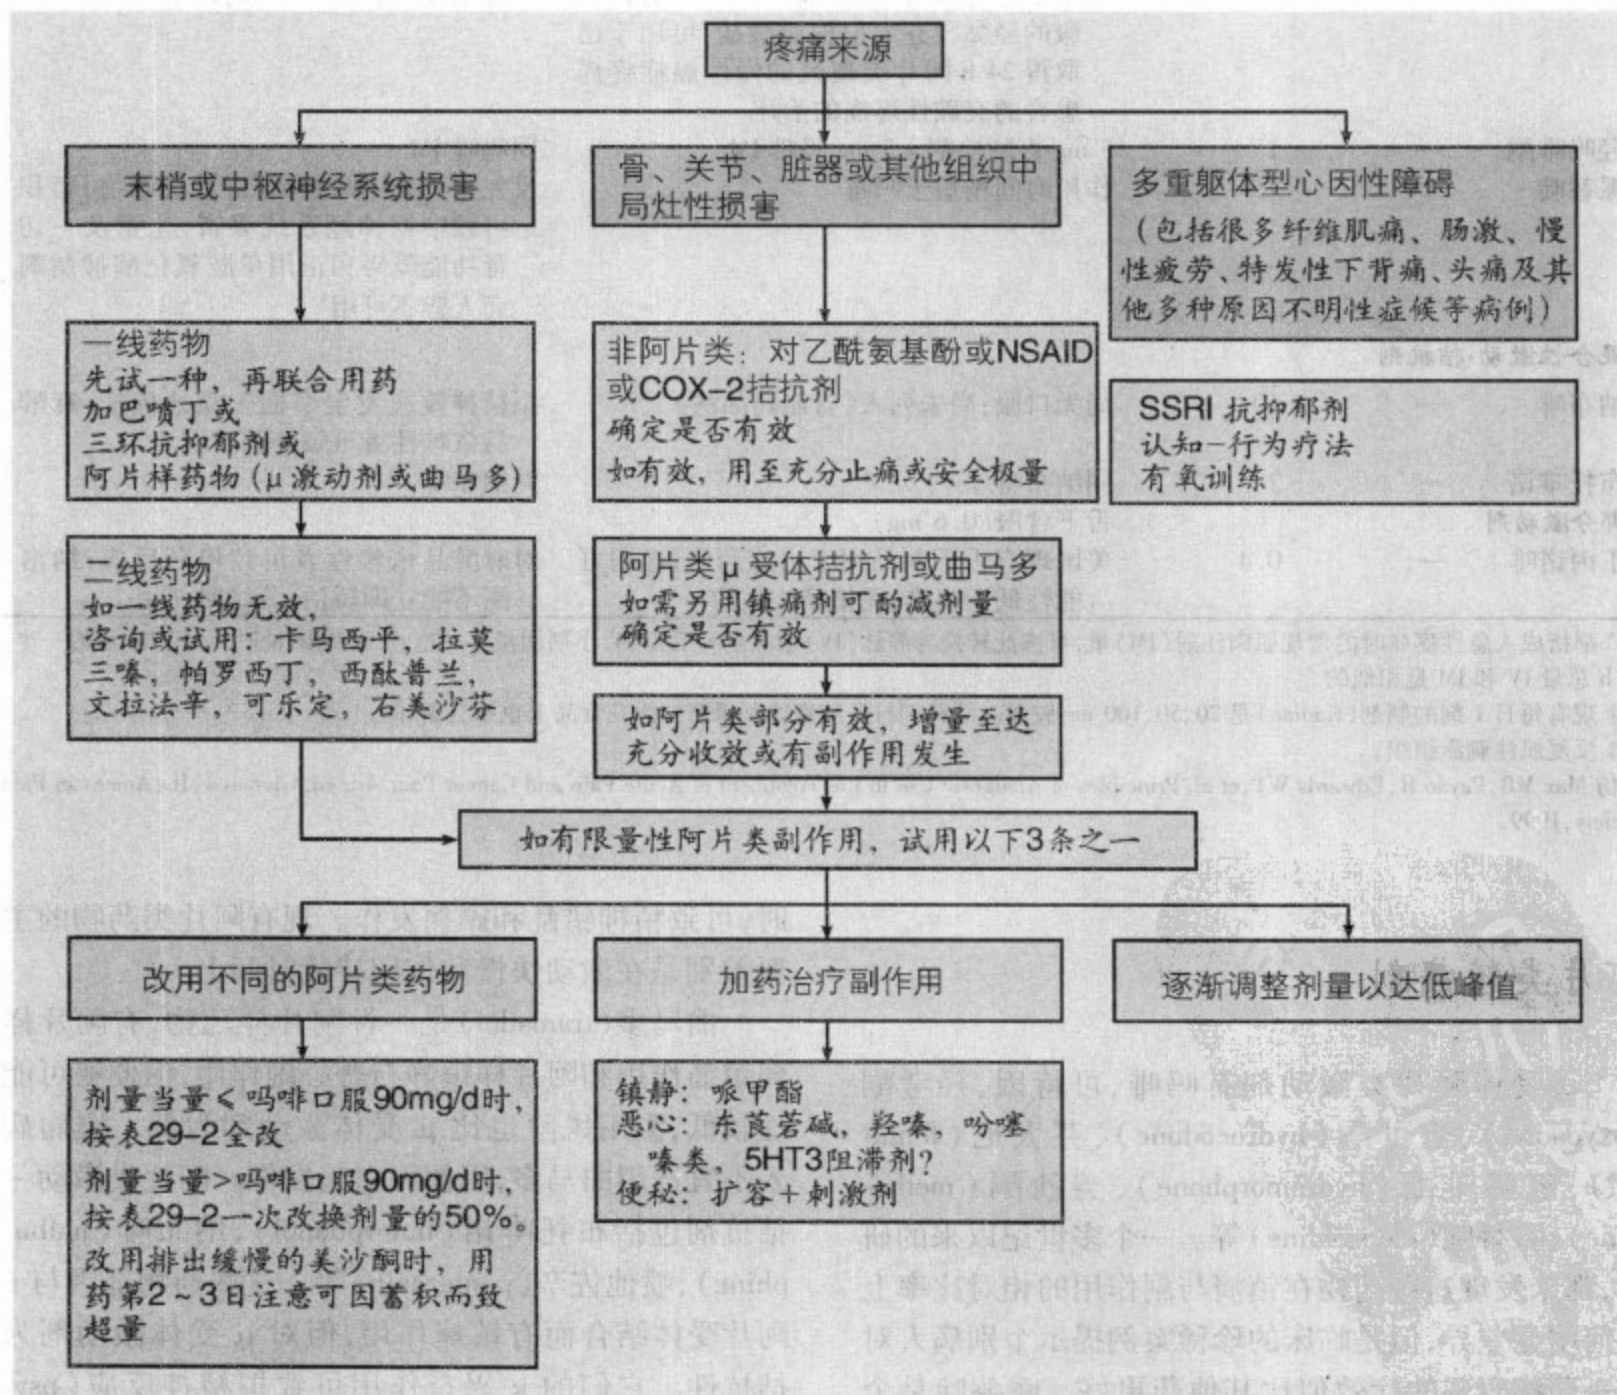 疼痛来源
末梢或中枢神经系统损害
骨、关节、脏器或其他组织中
局灶性损害
多重躯体型心因性障碍
（包括很多纤维肌痛、肠激、慢
性疲劳、特发性下背痛、头痛及其
他多种原因不明性症候等病例）
一线药物
先试一种，再联合用药
加巴喷丁或
三环抗抑郁剂或
阿片样药物（μ激动剂或曲马多）
非阿片类：对乙酰氨基酚或NSAID
或COX-2拮抗剂
确定是否有效
如有效，用至充分止痛或安全极量
SSRI 抗抑郁剂
认知-行为疗法
有氧训练
二线药物
如一线药物无效，
咨询或试用：卡马西平，拉莫
三嗪，帕罗西丁，西酞普兰，
文拉法辛，可乐定，右美沙芬
阿片类μ受体拮抗剂或曲马多
如需另用镇痛剂可酌减剂量
确定是否有效
如阿片类部分有效，增量至达
充分收效或有副作用发生
如有限量性阿片类副作用，试用以下3条之一
改用不同的阿片类药物
加药治疗副作用
逐渐调整剂量以达低峰值
剂量当量≤吗啡口服90mg/d时，
按表29-2全改
剂量当量>吗啡口服90mg/d时，
按表29-2一次改换剂量的50%。
改用排出缓慢的美沙酮时，用
药第2～3日注意可因蓄积而致
超量
镇静：哌甲酯
恶心：东莨菪碱，羟嗪，吩噻
嗪类，5HT3阻滞剂？
便秘：扩容+刺激剂